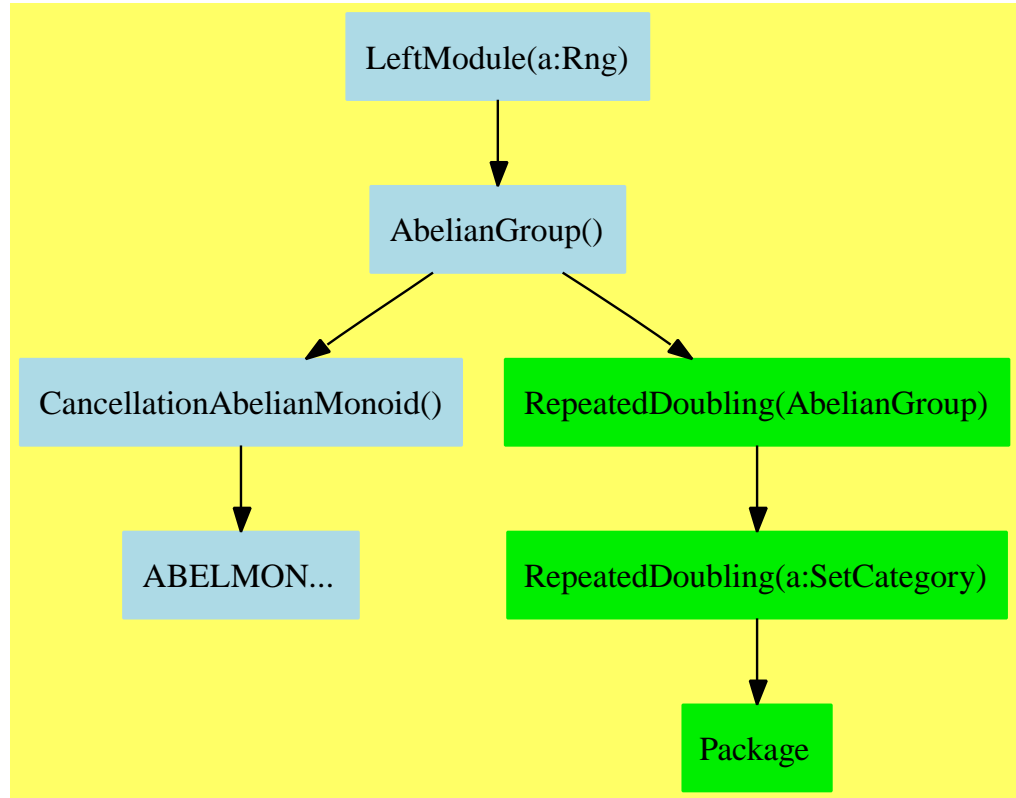 LeftModule(a:Rng)
AbelianGroup()
CancellationAbelianMonoid()
RepeatedDoubling(AbelianGroup)
ABELMON...
RepeatedDoubling(a:SetCategory)
Package